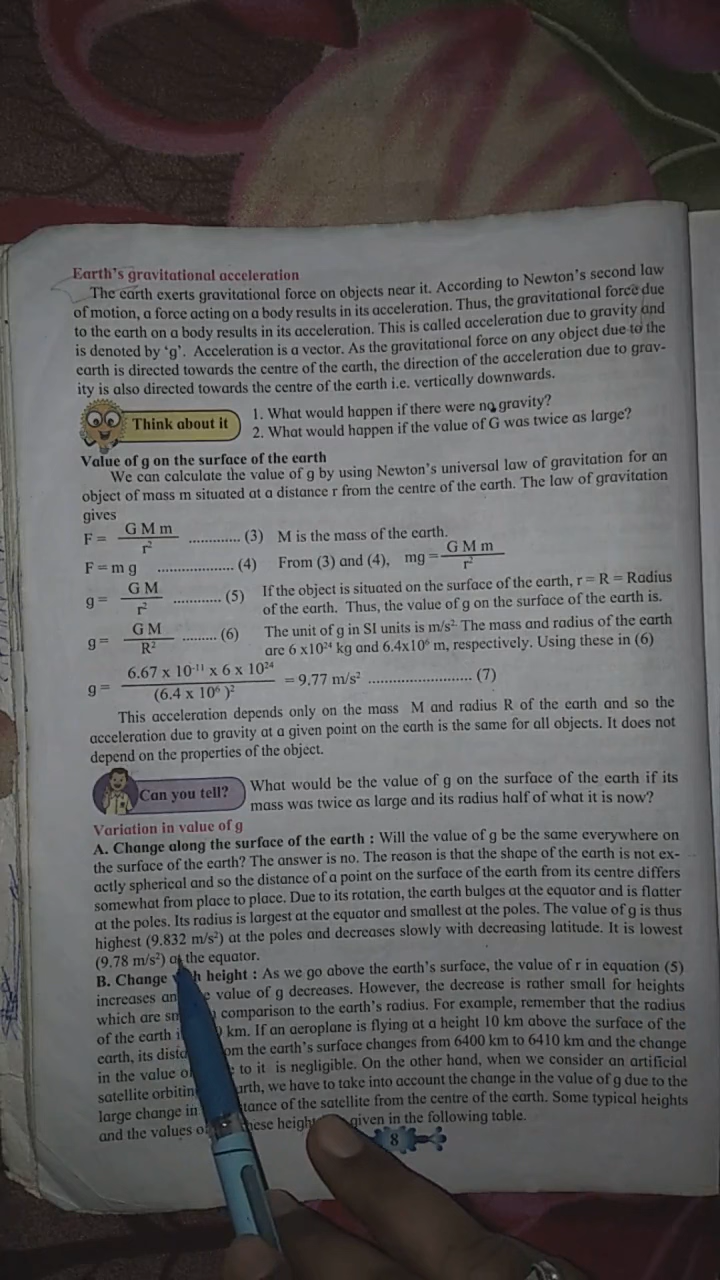 Earth's gravitational acceleration
The earth exerts gravitational force on objects near it. According to Newton's second law
of motion, a force acting on a body results in its acceleration. Thus, the gravitational force due
to the earth on a body results in its acceleration. This is called acceleration due to gravity and
is denoted by 'g'. Acceleration is a vector. As the gravitational force on any object due to the
earth is directed towards the centre of the earth, the direction of the acceleration due to grav-
ity is also directed towards the centre of the earth i.e. vertically downwards.
Think about it
1. What would happen if there were no gravity?
2. What would happen if the value of G was twice as large?
Value of g on the surface of the earth
We can calculate the value of g by using Newton's universal law of gravitation for an
object of mass m situated at a distance r from the centre of the earth. The law of gravitation
gives
F = G M m / r² ............. (3) M is the mass of the earth.
F = m g ................... (4) From (3) and (4), mg = G M m / r²
g = G M / r² ............ (5) If the object is situated on the surface of the earth, r = R = Radius
of the earth. Thus, the value of g on the surface of the earth is.
g = G M / R² ......... (6) The unit of g in SI units is m/s². The mass and radius of the earth
are 6 x10²⁴ kg and 6.4x10⁶ m, respectively. Using these in (6)
g = 6.67 x 10⁻¹¹ x 6 x 10²⁴ / (6.4 x 10⁶ )² = 9.77 m/s² .......................... (7)
This acceleration depends only on the mass M and radius R of the earth and so the
acceleration due to gravity at a given point on the earth is the same for all objects. It does not
depend on the properties of the object.
Can you tell?
What would be the value of g on the surface of the earth if its
mass was twice as large and its radius half of what it is now?
Variation in value of g
A. Change along the surface of the earth : Will the value of g be the same everywhere on
the surface of the earth? The answer is no. The reason is that the shape of the earth is not ex-
actly spherical and so the distance of a point on the surface of the earth from its centre differs
somewhat from place to place. Due to its rotation, the earth bulges at the equator and is flatter
at the poles. Its radius is largest at the equator and smallest at the poles. The value of g is thus
highest (9.832 m/s²) at the poles and decreases slowly with decreasing latitude. It is lowest
(9.78 m/s²) at the equator.
B. Change h height : As we go above the earth's surface, the value of r in equation (5)
increases an value of g decreases. However, the decrease is rather small for heights
which are sm comparison to the earth's radius. For example, remember that the radius
of the earth i km. If an aeroplane is flying at a height 10 km above the surface of the
earth, its dista om the earth's surface changes from 6400 km to 6410 km and the change
in the value o to it is negligible. On the other hand, when we consider an artificial
satellite orbitin arth, we have to take into account the change in the value of g due to the
large change in tance of the satellite from the centre of the earth. Some typical heights
and the values o hese height given in the following table.
8